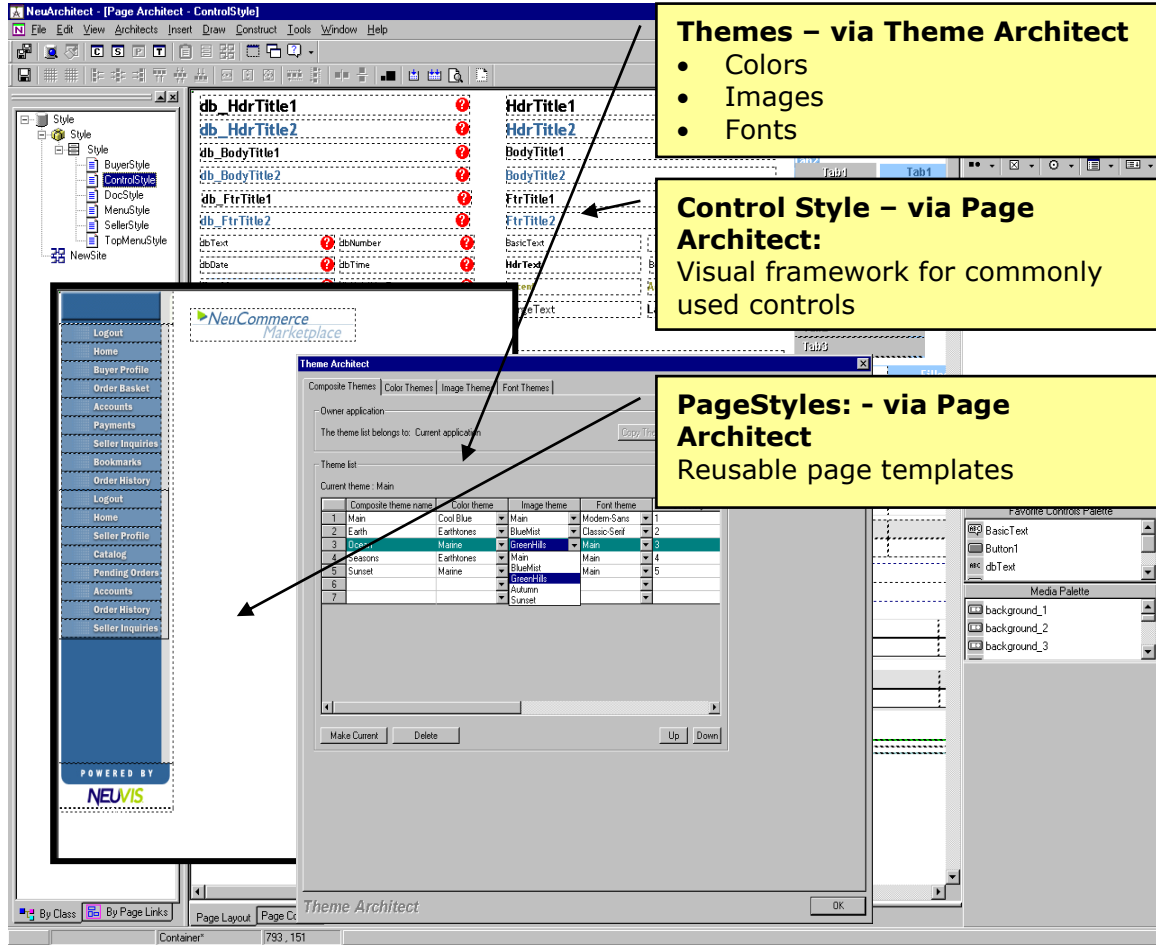 NeuArchitect - [Page Architect - ControlStyle]
File Edit View Architects Insert Draw Construct Tools Window Help
Themes – via Theme Architect
• Colors
• Images
• Fonts
Control Style – via Page
Architect:
Visual framework for commonly
used controls
PageStyles: - via Page
Architect
Reusable page templates
Style
Style
Style
BuyerStyle
ControlStyle
DocStyle
MenuStyle
SellerStyle
TopMenuStyle
NewSite
db_HdrTitle1 HdrTitle1
db_HdrTitle2 HdrTitle2
db_BodyTitle1 BodyTitle1
db_BodyTitle2 BodyTitle2
db_FtrTitle1 FtrTitle1
db_FtrTitle2 FtrTitle2
dbText dbNumber BasicText
dbDate dbTime HdrText
Tab2
Tab1 Tab1
Tab3
NeuCommerce
Marketplace
Logout
Home
Buyer Profile
Order Basket
Accounts
Payments
Seller Inquiries
Bookmarks
Order History
Logout
Home
Seller Profile
Catalog
Pending Orders
Accounts
Order History
Seller Inquiries
POWERED BY
NEUVIS
Theme Architect
Composite Themes Color Themes Image Themes Font Themes
Owner application
The theme list belongs to: Current application
Theme list
Current theme : Main
Composite theme name Color theme Image theme Font theme
1 Main Cool Blue Main Modern-Sans 1
2 Earth Earthtones BlueMist Classic-Serif 2
3 Ocean Marine GreenHills Main 3
4 Seasons Earthtones Main Main 4
5 Sunset Marine BlueMist Main 5
6 GreenHills
Autumn
7 Sunset
Make Current Delete Up Down
Theme Architect OK
Favorite Controls Palette
BasicText
Button1
dbText
Media Palette
background_1
background_2
background_3
By Class By Page Links
Page Layout Page Co
Container* 793 , 151